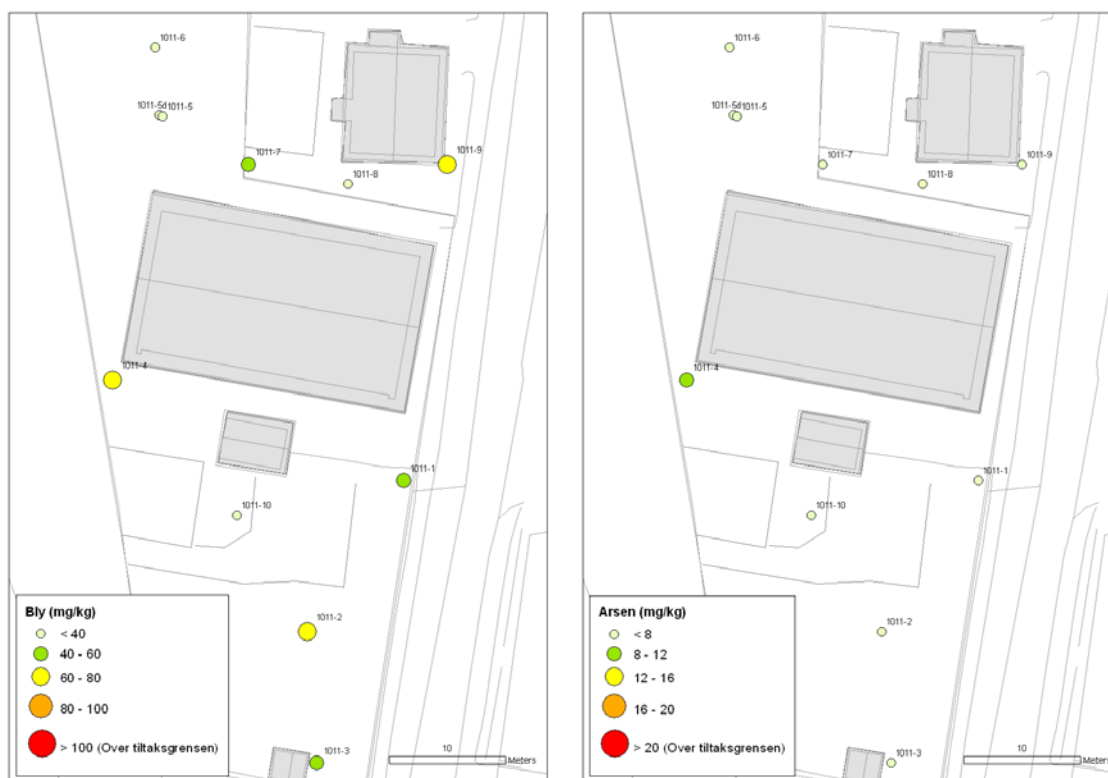 1011-6
1011-5d 1011-5
1011-7
1011-9
1011-8
1011-4
1011-1
1011-10
1011-2
1011-3
Bly (mg/kg)
< 40
40 - 60
60 - 80
80 - 100
> 100 (Over tiltaksgrensen)
10
Meters
1011-6
1011-5d 1011-5
1011-7
1011-9
1011-8
1011-4
1011-1
1011-10
1011-2
1011-3
Arsen (mg/kg)
< 8
8 - 12
12 - 16
16 - 20
> 20 (Over tiltaksgrensen)
10
Meters